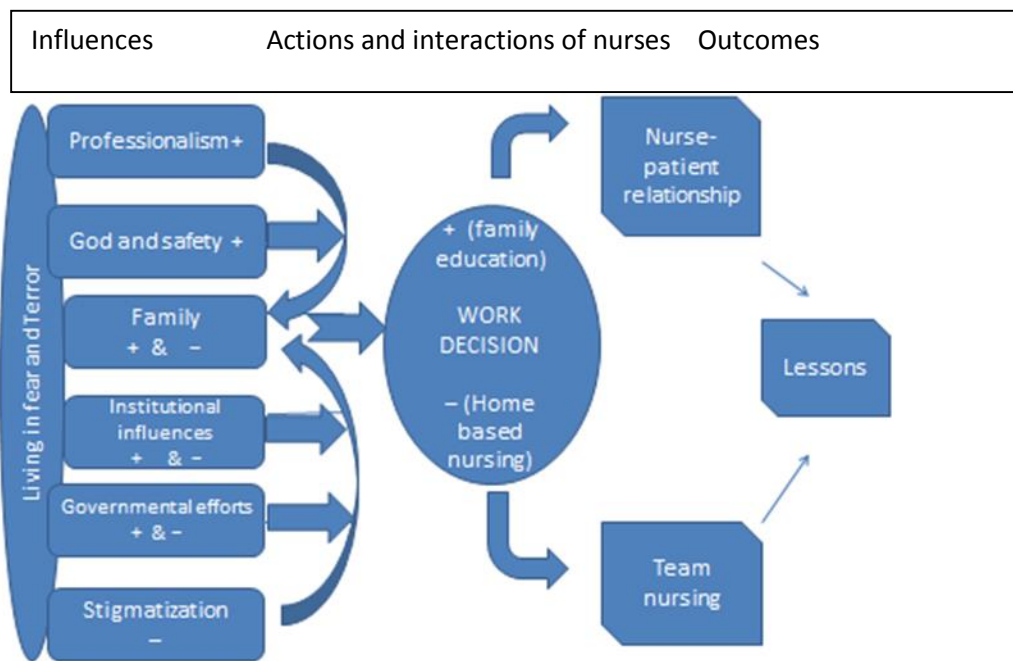 Influences Actions and interactions of nurses Outcomes
Living in fear and Terror
Professionalism +
God and safety +
Family
+ & −
Institutional
influences
+ & −
Governmental efforts
+ & −
Stigmatization
−
+ (family
education)
WORK
DECISION
− (Home
based
nursing)
Nurse-
patient
relationship
Team
nursing
Lessons